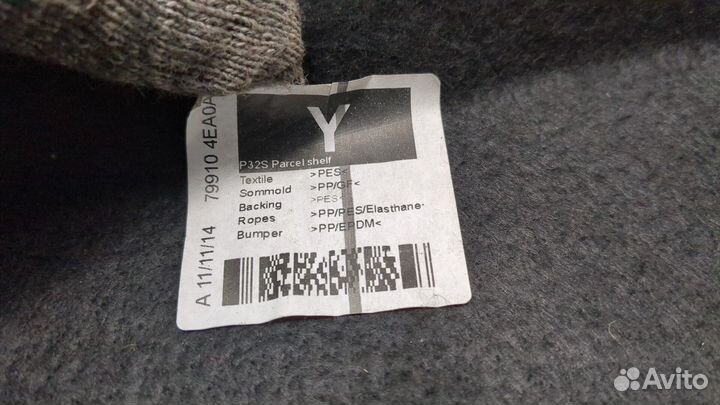 Y
P32S Parcel shelf
Textile >PES<
Sommold >PP/GF<
Backing >PES<
Ropes >PP/PES/Elasthane
Bumper >PP/EPDM<
A 11/11/14 79910 4EA0A
Avito